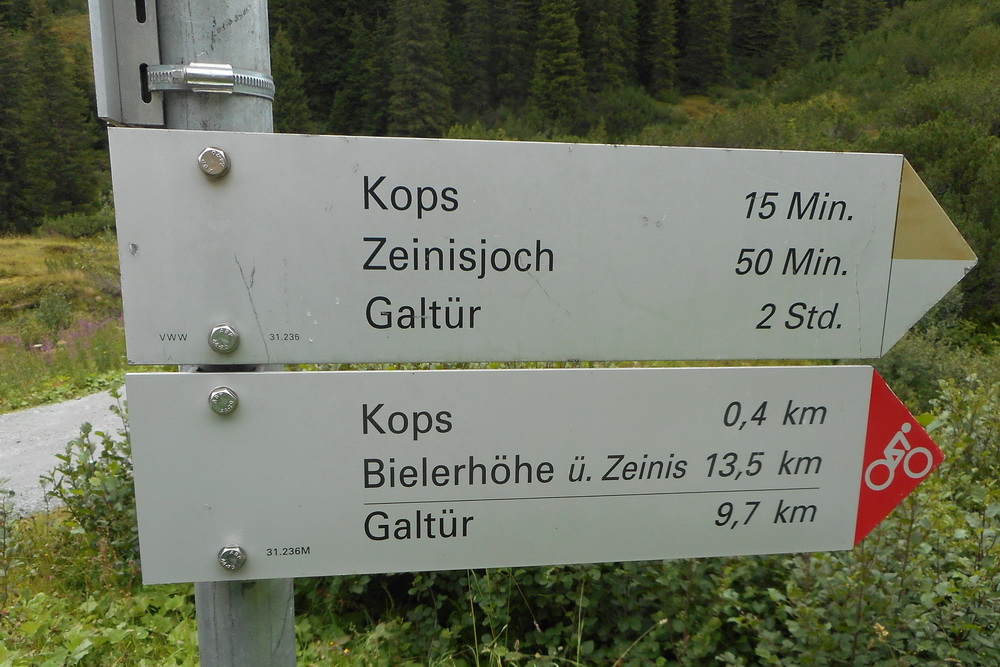 Kops 15 Min.
Zeinisjoch 50 Min.
Galtür 2 Std.
VWW 31.236
Kops 0,4 km
Bielerhöhe ü. Zeinis 13,5 km
Galtür 9,7 km
31.236M